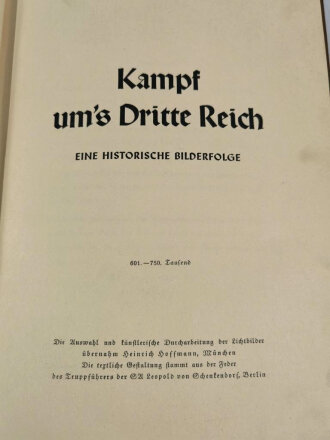 Kampf
um's Dritte Reich
EINE HISTORISCHE BILDERFOLGE
601.—750. Tausend
Die Auswahl und künstlerische Durcharbeitung der Lichtbilder
übernahm Heinrich Hoffmann, München
Die textliche Gestaltung stammt aus der Feder
des Truppführers der SA Leopold von Schenkendorf, Berlin